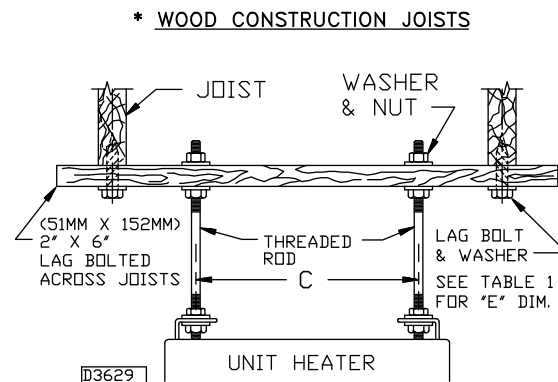 * WOOD CONSTRUCTION JOISTS
JOIST
WASHER
& NUT
(51MM X 152MM)
2" X 6"
LAG BOLTED
ACROSS JOISTS
THREADED
ROD
C
LAG BOLT
& WASHER
SEE TABLE 1
FOR "E" DIM.
UNIT HEATER
D3629